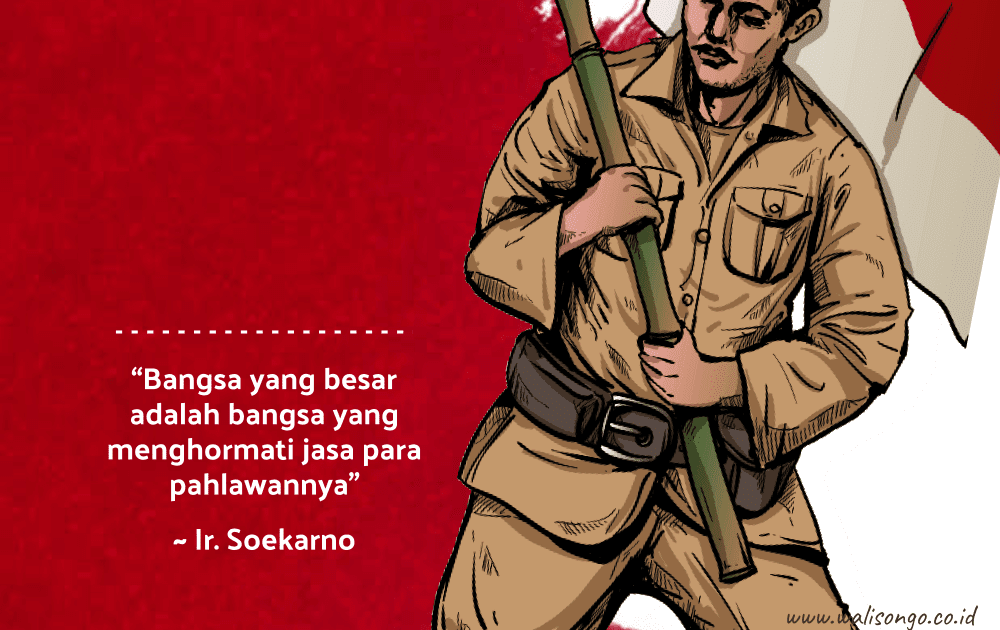 “Bangsa yang besar
adalah bangsa yang
menghormati jasa para
pahlawannya”
~ Ir. Soekarno
www.walisongo.co.id